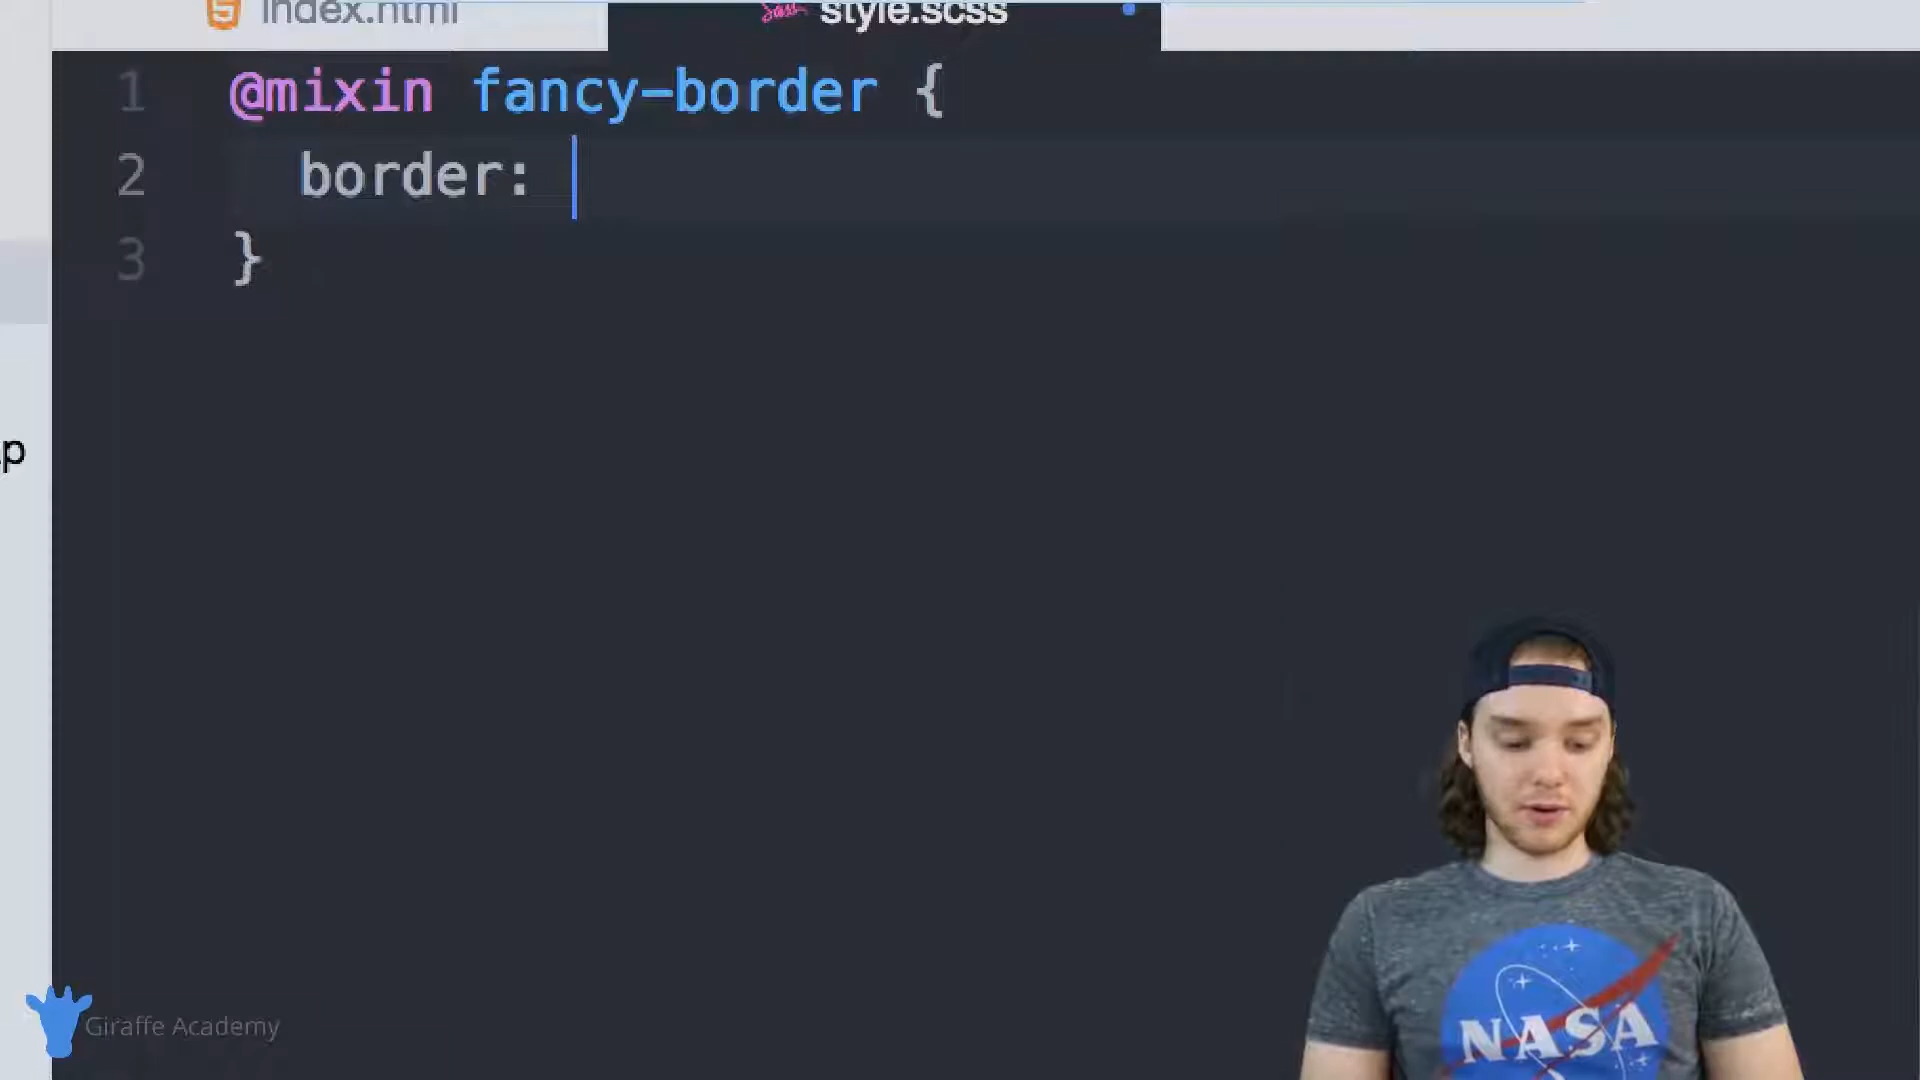 index.html
style.scss
1 @mixin fancy-border {
2 border:
3 }
p
NASA
Giraffe Academy